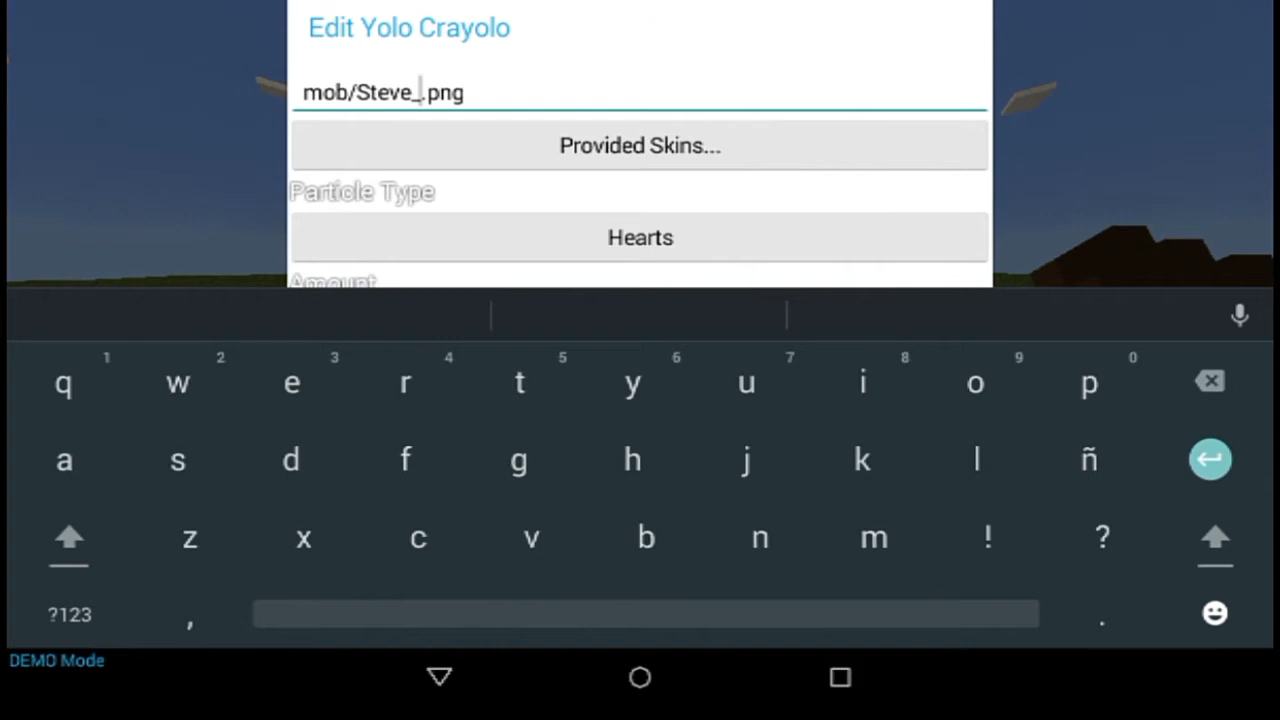 Edit Yolo Crayolo
mob/Steve_.png
Provided Skins...
Particle Type
Hearts
Amount
1 2 3 4 5 6 7 8 9 0
q w e r t y u i o p
a s d f g h j k l ñ
z x c v b n m ! ?
?123 , .
DEMO Mode